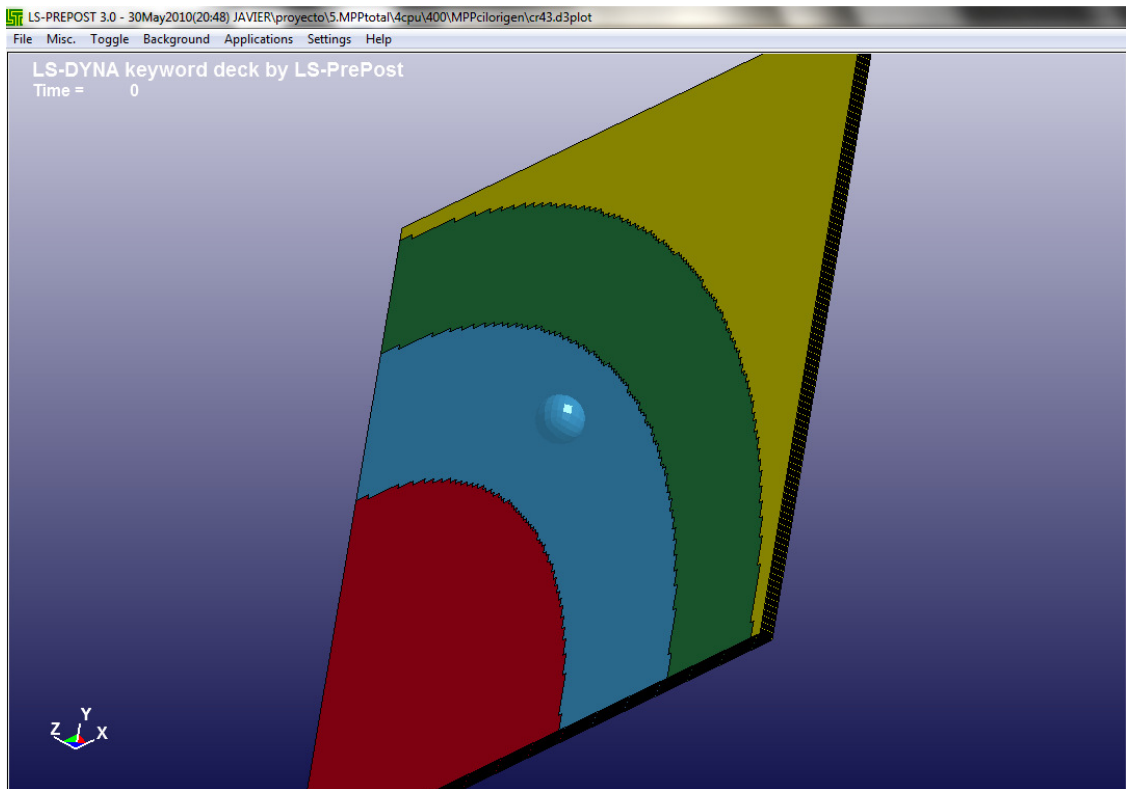 LS-PREPOST 3.0 - 30May2010(20:48) JAVIER\proyecto\5.MPPtotal\4cpu\400\MPPcilorigen\cr43.d3plot
File Misc. Toggle Background Applications Settings Help
LS-DYNA keyword deck by LS-PrePost
Time = 0
Y
Z X